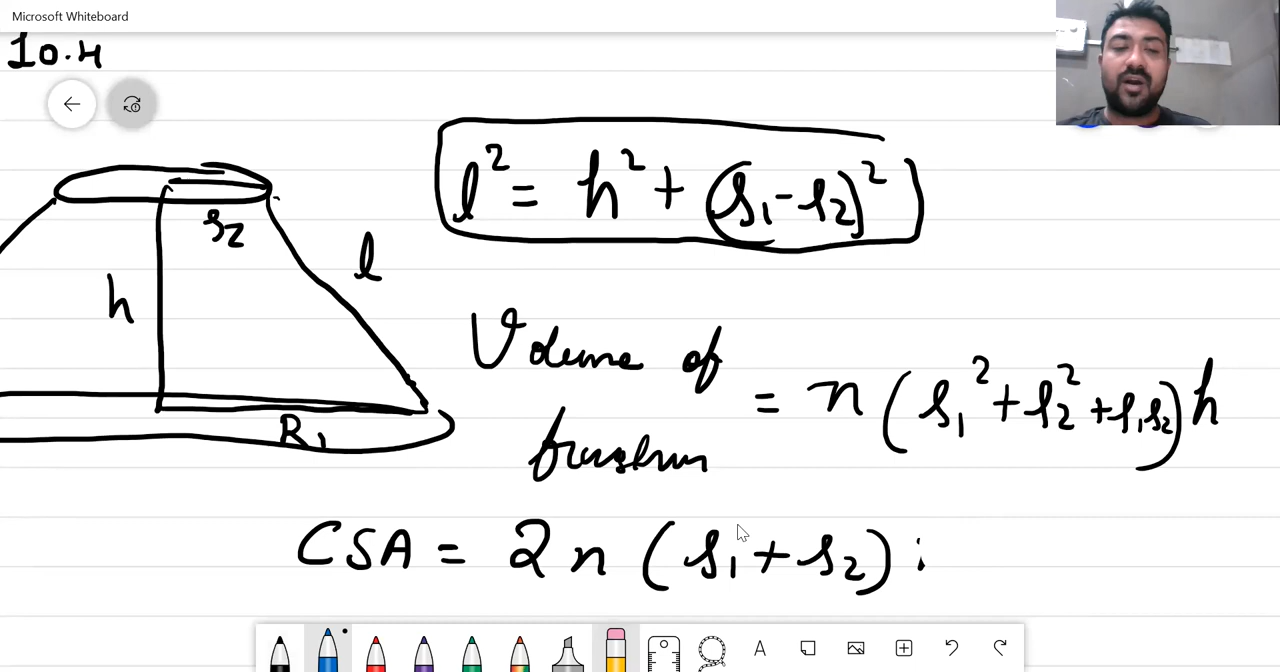 Microsoft Whiteboard
10.4
l² = h² + (r₁-r₂)²
r₂
l
h
Volume of
frustum
= π (r₁² + r₂² + r₁r₂) h
R₁
CSA = 2π (r₁ + r₂) :
A